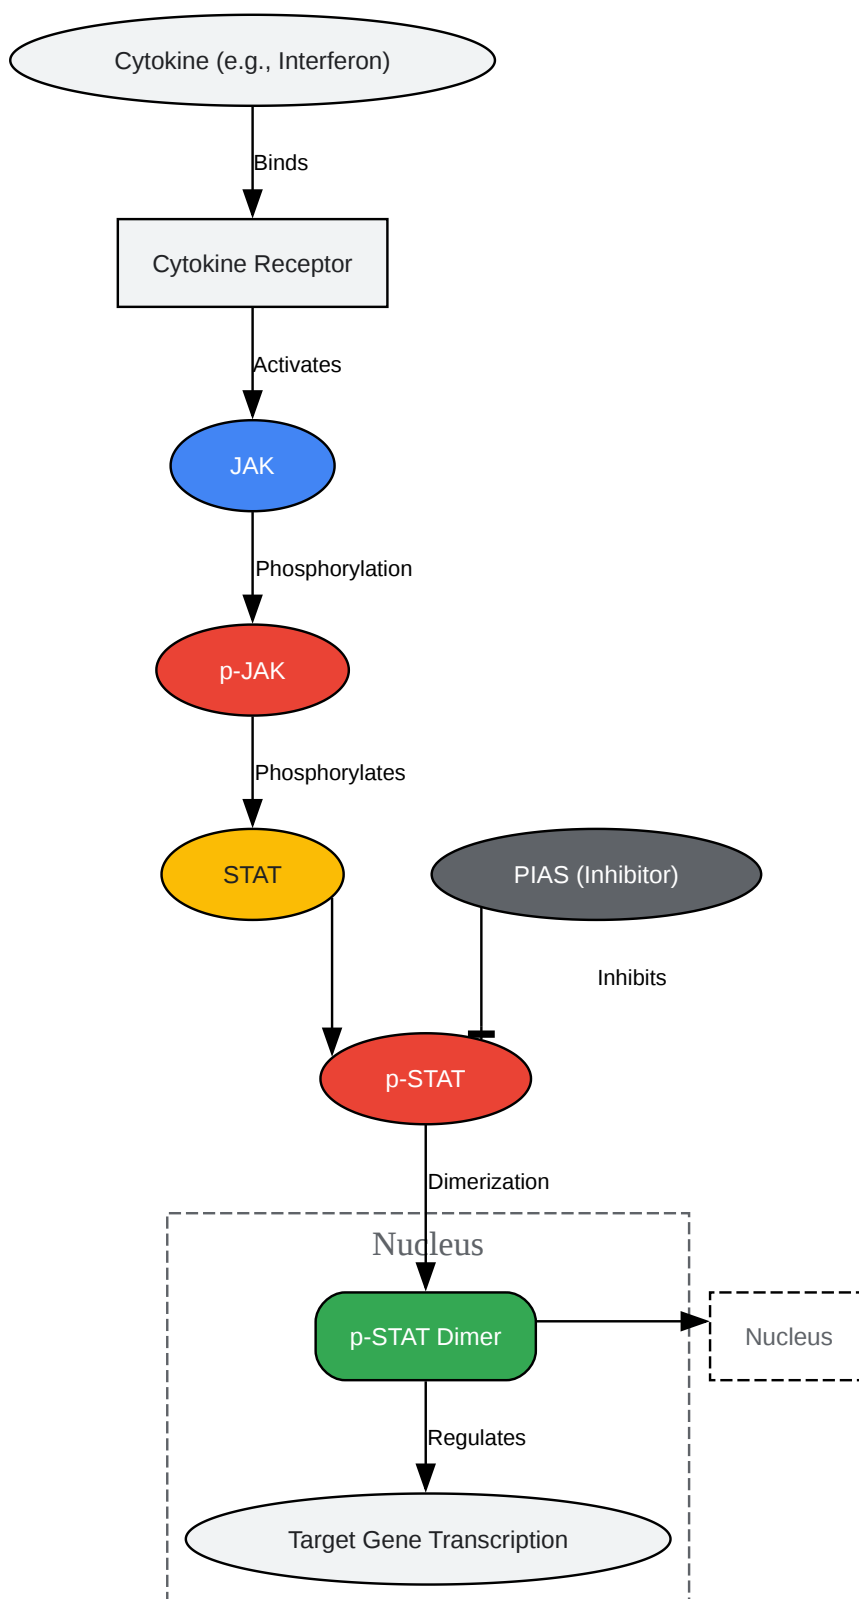 Cytokine (e.g., Interferon)
Binds
Cytokine Receptor
Activates
JAK
Phosphorylation
p-JAK
Phosphorylates
STAT
PIAS (Inhibitor)
Inhibits
p-STAT
Dimerization
Nucleus
p-STAT Dimer
Nucleus
Regulates
Target Gene Transcription